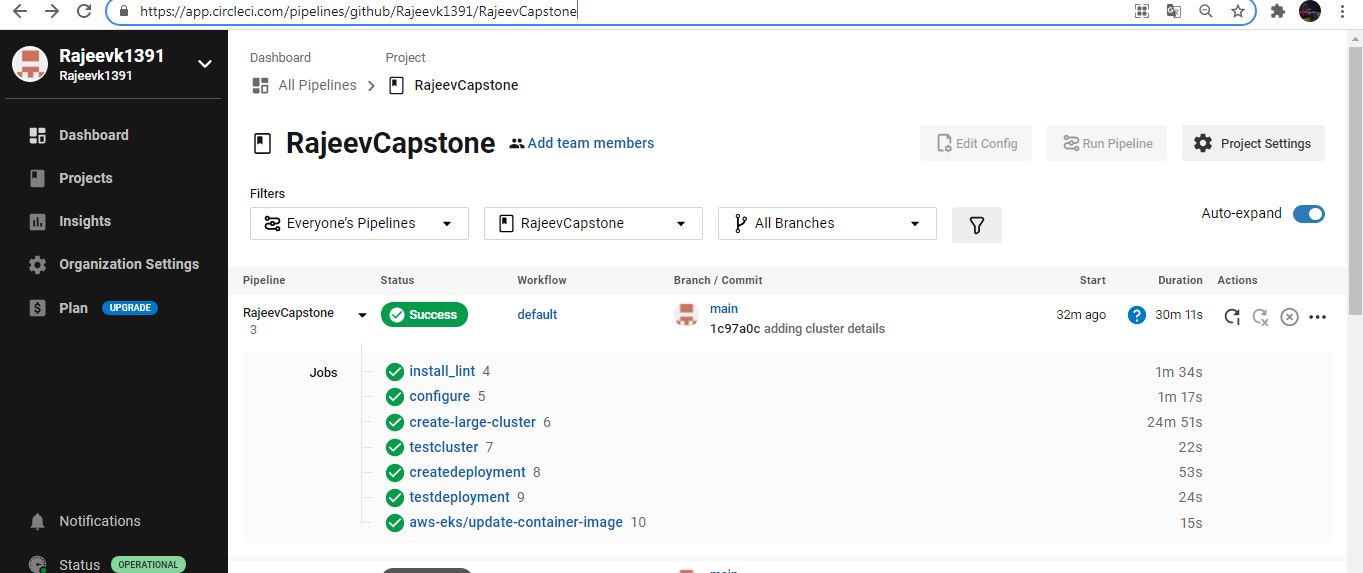 https://app.circleci.com/pipelines/github/Rajeevk1391/RajeevCapstone
Rajeevk1391
Rajeevk1391
Dashboard
Projects
Insights
Organization Settings
Plan UPGRADE
Notifications
Status OPERATIONAL
Dashboard Project
All Pipelines RajeevCapstone
RajeevCapstone Add team members Edit Config Run Pipeline Project Settings
Filters
Everyone's Pipelines RajeevCapstone All Branches Auto-expand
Pipeline Status Workflow Branch / Commit Start Duration Actions
RajeevCapstone Success default main 32m ago ? 30m 11s
3 1c97a0c adding cluster details
Jobs install_lint 4 1m 34s
configure 5 1m 17s
create-large-cluster 6 24m 51s
testcluster 7 22s
createdeployment 8 53s
testdeployment 9 24s
aws-eks/update-container-image 10 15s
main